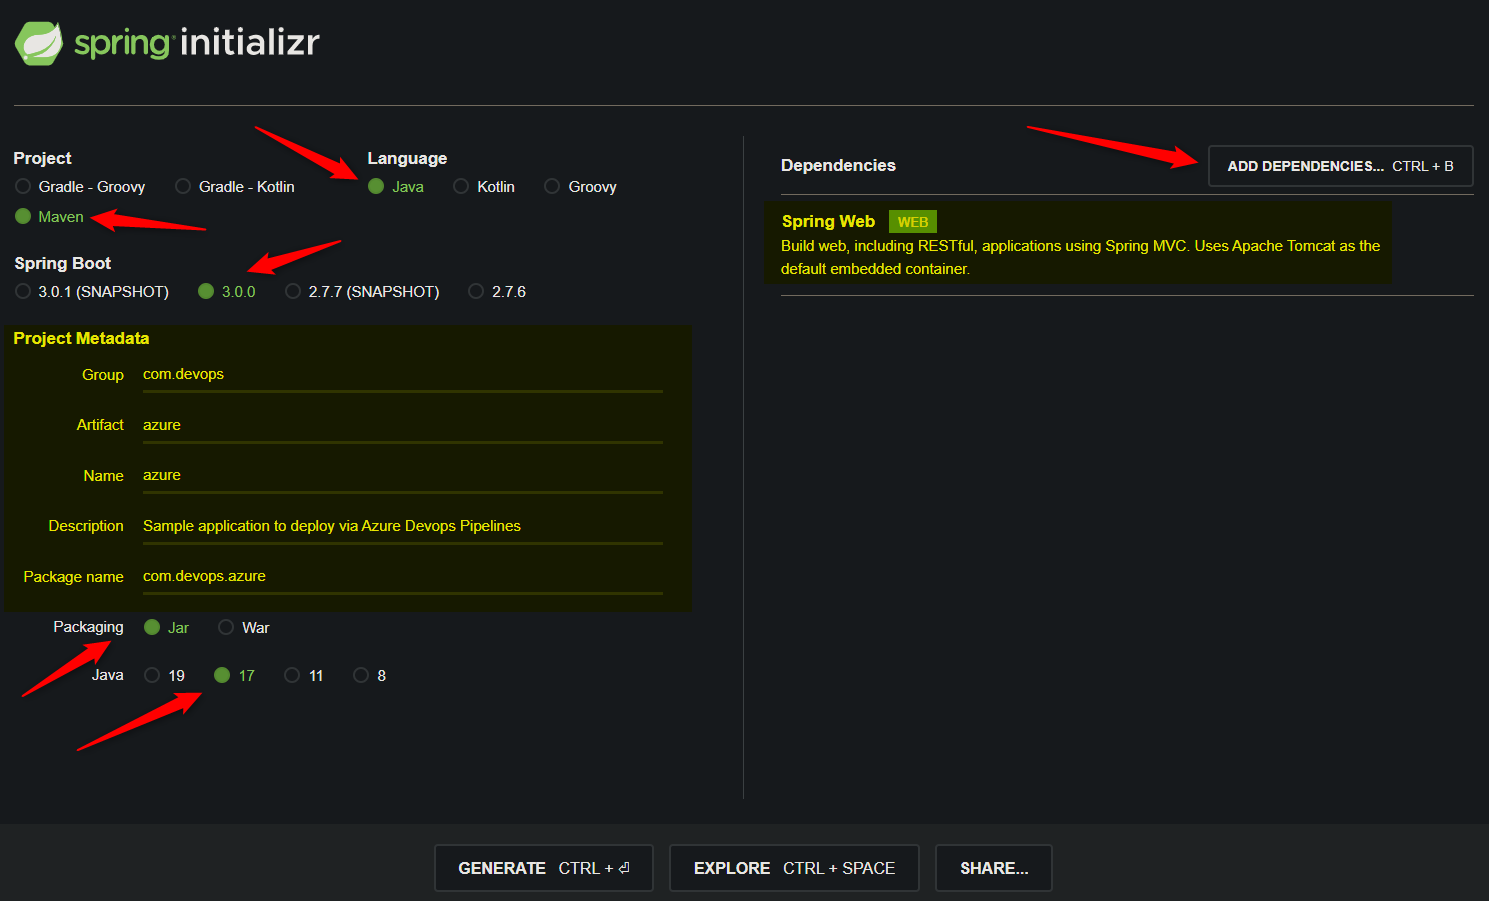 spring initializr
Project
Gradle - Groovy Gradle - Kotlin
Maven
Language
Java Kotlin Groovy
Spring Boot
3.0.1 (SNAPSHOT) 3.0.0 2.7.7 (SNAPSHOT) 2.7.6
Project Metadata
Group com.devops
Artifact azure
Name azure
Description Sample application to deploy via Azure Devops Pipelines
Package name com.devops.azure
Packaging Jar War
Java 19 17 11 8
Dependencies
ADD DEPENDENCIES... CTRL + B
Spring Web WEB
Build web, including RESTful, applications using Spring MVC. Uses Apache Tomcat as the
default embedded container.
GENERATE CTRL + ⏎
EXPLORE CTRL + SPACE
SHARE...